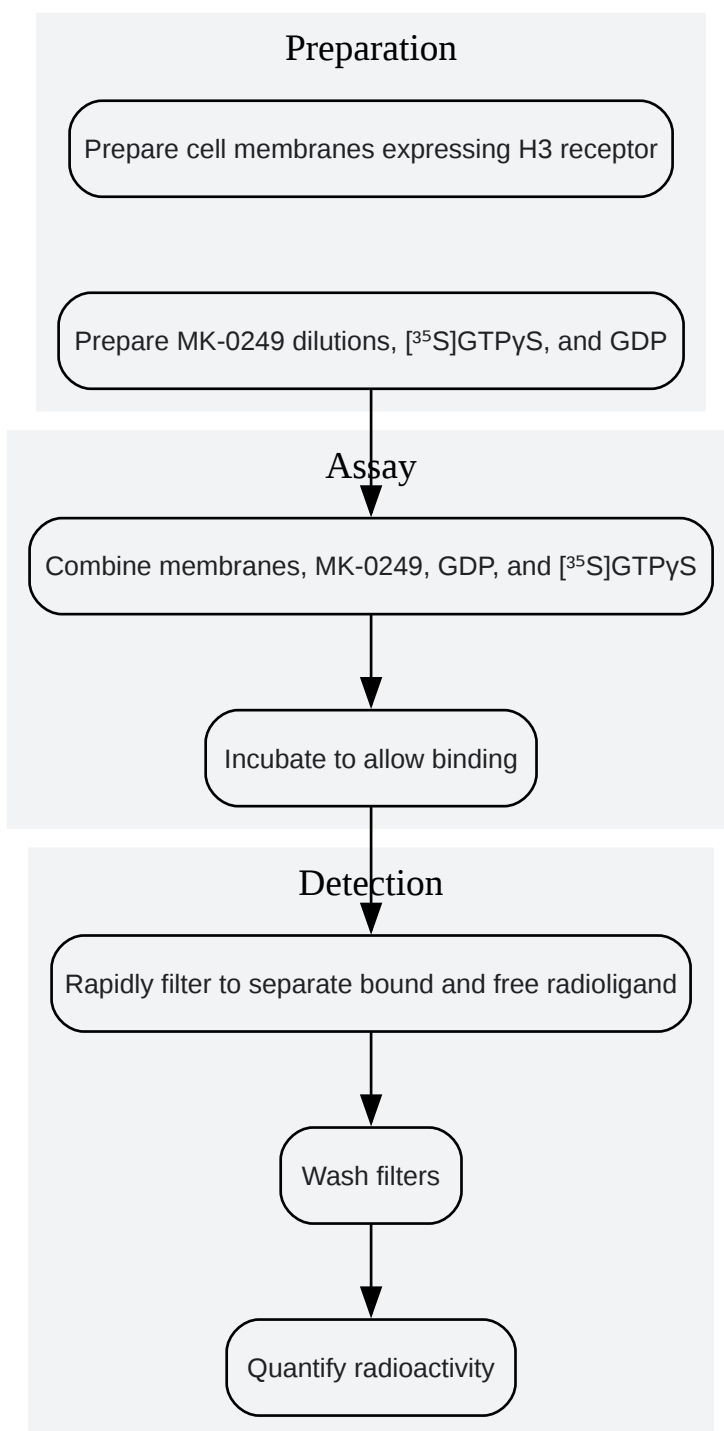 Preparation
Prepare cell membranes expressing H3 receptor
Prepare MK-0249 dilutions, [³⁵S]GTPγS, and GDP
Assay
Combine membranes, MK-0249, GDP, and [³⁵S]GTPγS
Incubate to allow binding
Detection
Rapidly filter to separate bound and free radioligand
Wash filters
Quantify radioactivity